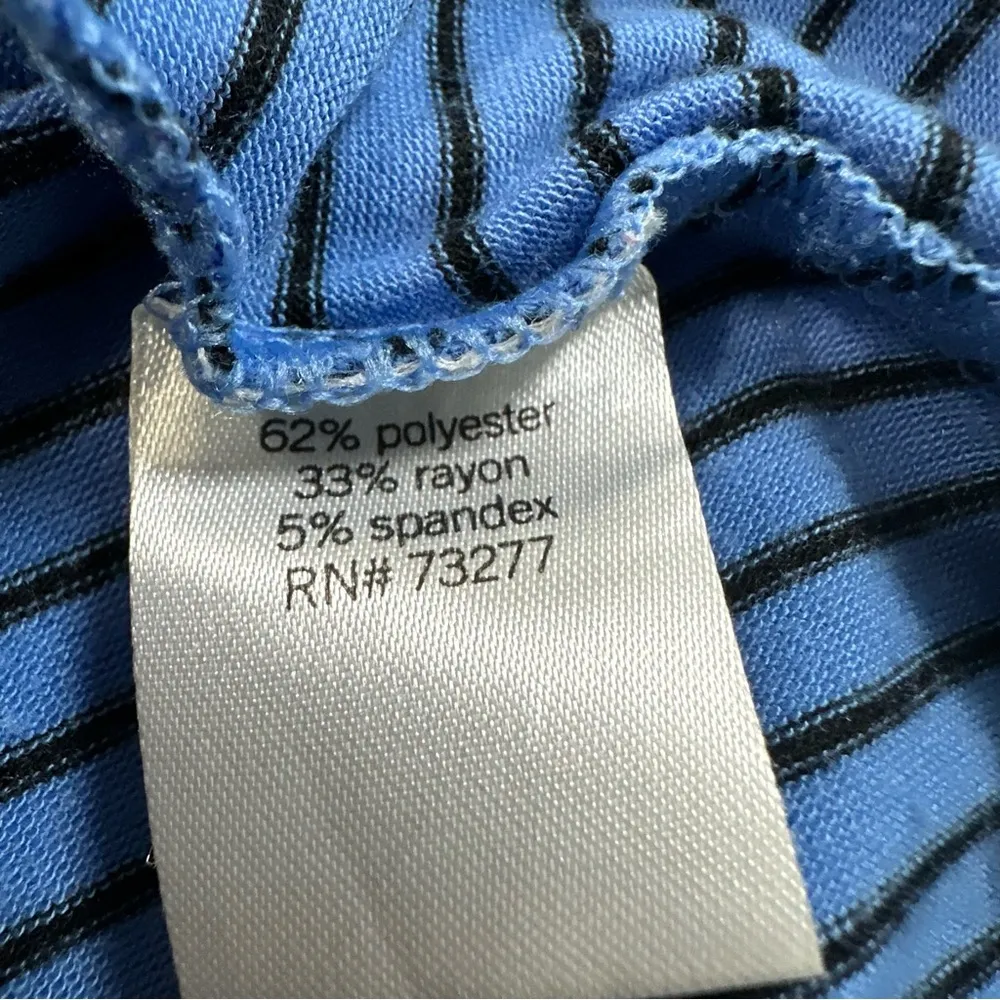 62% polyester
33% rayon
5% spandex
RN# 73277